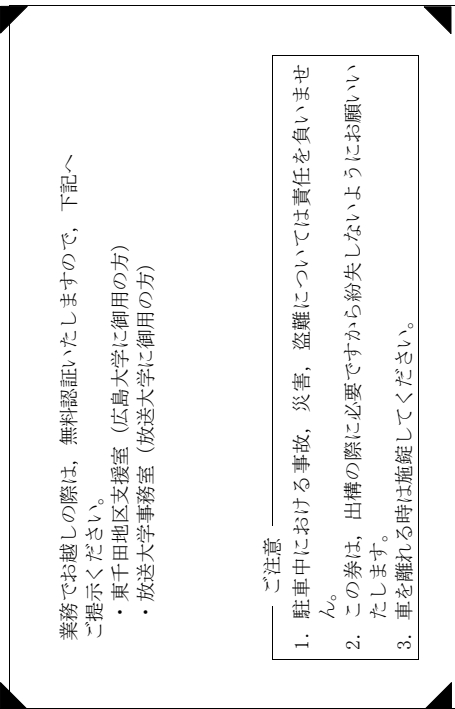 業務でお越しの際は，無料認証いたしますので，下記へ
ご提示ください。
・東千田地区支援室（広島大学に御用の方）
・放送大学事務室（放送大学に御用の方）
ご注意
1. 駐車中における事故，災害，盗難については責任を負いませ
ん。
2. この券は，出構の際に必要ですから紛失しないようにお願いい
たします。
3. 車を離れる時は施錠してください。